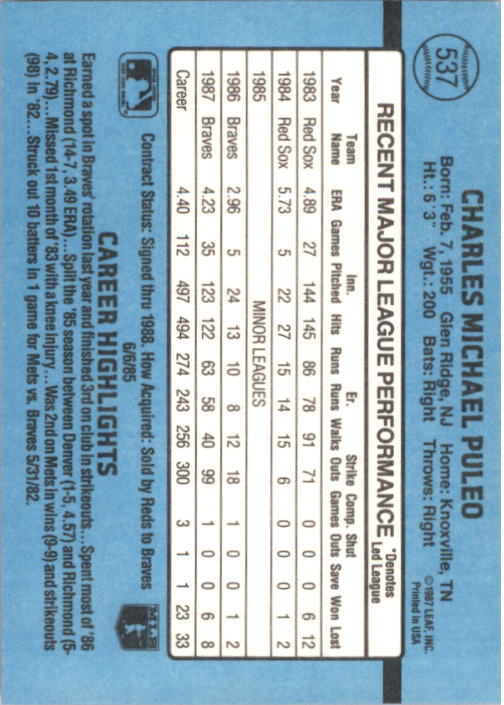 537
CHARLES MICHAEL PULEO
Born: Feb. 7, 1955 Glen Ridge, NJ Home: Knoxville, TN
Ht.: 6' 3" Wgt.: 200 Bats: Right Throws: Right
©1987 LEAF, INC.
Printed in USA
RECENT MAJOR LEAGUE PERFORMANCE
*Denotes
Led League
Year Team Name ERA Games Inn. Pitched Hits Runs Er. Runs Walks Strike Outs Comp. Games Shut Outs Save Won Lost
1983 Red Sox 4.89 27 144 145 86 78 91 71 0 0 0 6 12
1984 Red Sox 5.73 5 22 27 15 14 15 6 0 0 0 1 2
1985 MINOR LEAGUES
1986 Braves 2.96 5 24 13 10 8 12 18 1 0 0 1 2
1987 Braves 4.23 35 123 122 63 58 40 99 1 0 0 6 8
Career 4.40 112 497 494 274 243 256 300 3 1 1 23 33
Contract Status: Signed thru 1988. How Acquired: Sold by Reds to Braves
6/6/85
MLB
CAREER HIGHLIGHTS
Earned a spot in Braves' rotation last year and finished 3rd on club in strikeouts...Spent most of '86
at Richmond (14-7, 3.49 ERA)...Split the '85 season between Denver (1-5, 4.57) and Richmond (5-
4, 2.79)...Missed 1st month of '83 with a knee injury...Was 2nd on Mets in wins (9-9) and strikeouts
(98) in '82...Struck out 10 batters in 1 game for Mets vs. Braves 5/31/82.